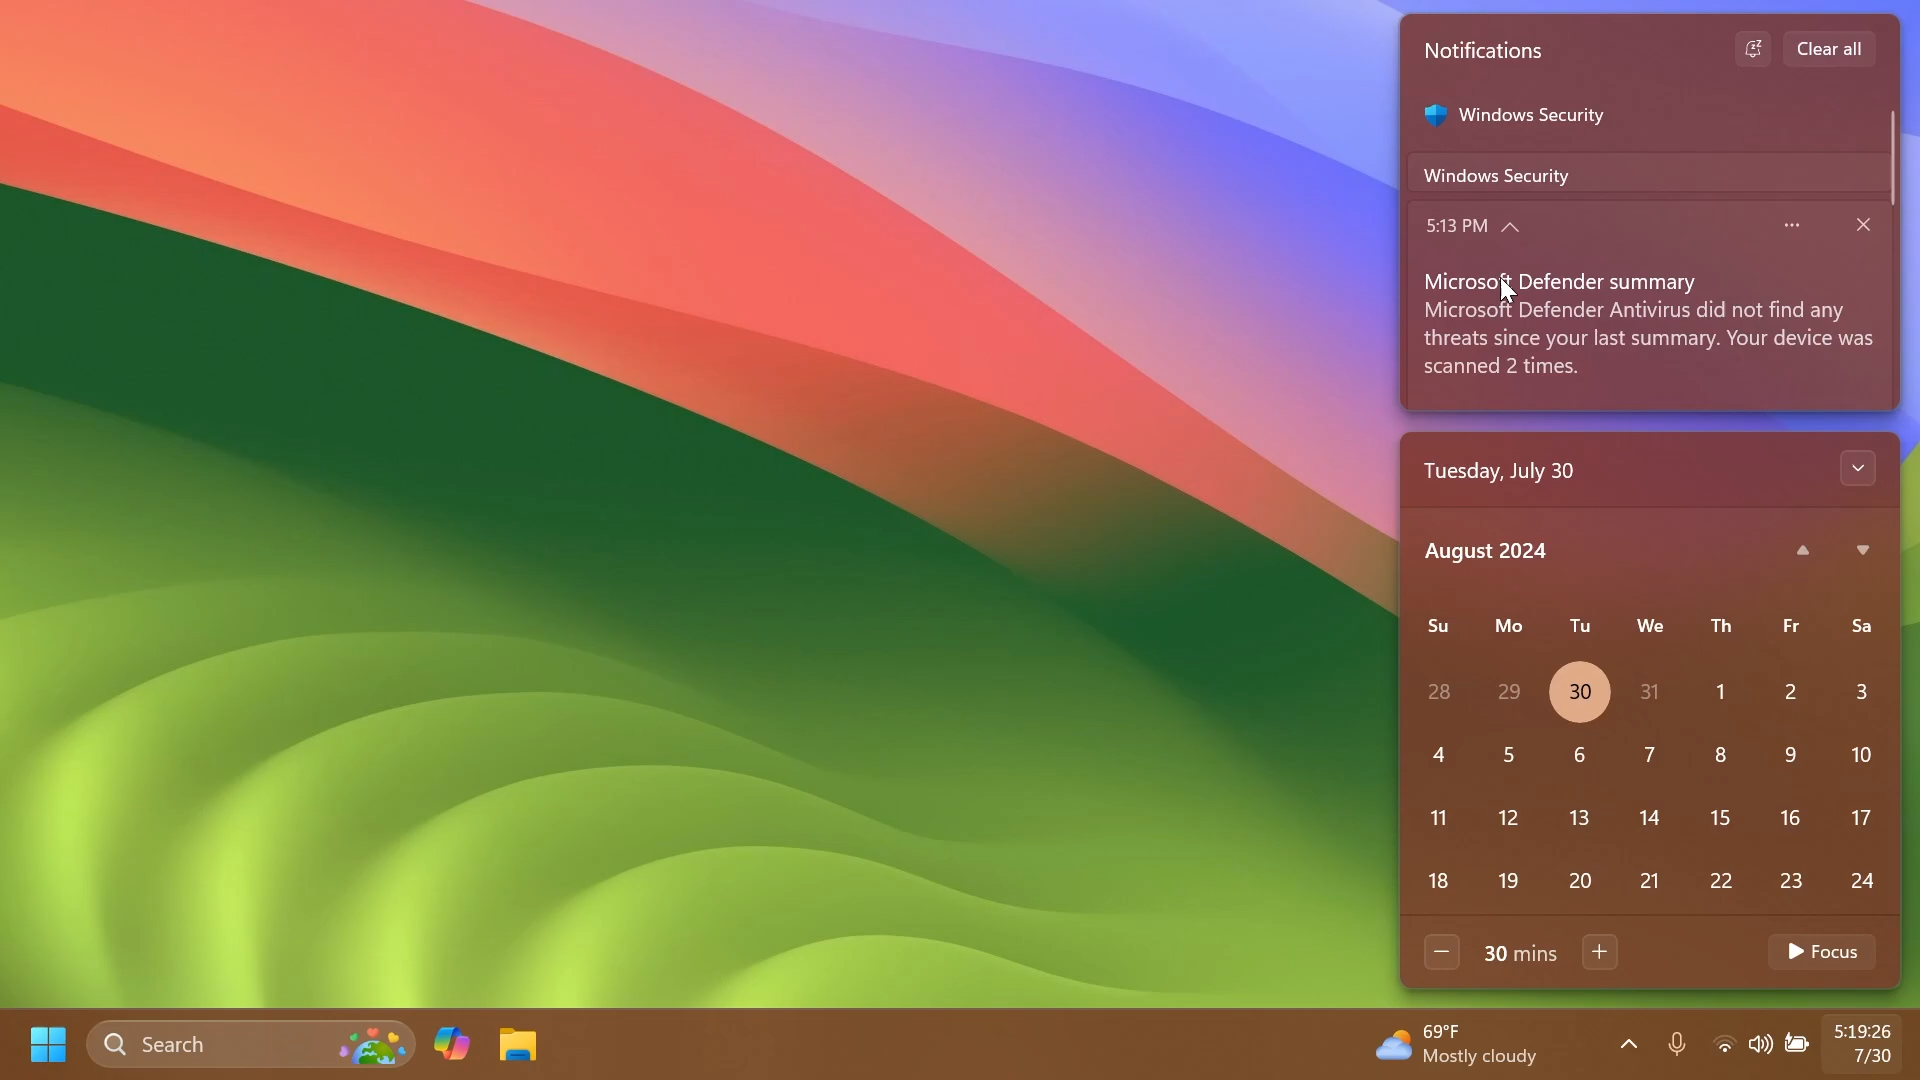 Notifications
Clear all
Windows Security
Windows Security
5:13 PM
Microsoft Defender summary
Microsoft Defender Antivirus did not find any
threats since your last summary. Your device was
scanned 2 times.
Tuesday, July 30
August 2024
Su Mo Tu We Th Fr Sa
28 29 30 31 1 2 3
4 5 6 7 8 9 10
11 12 13 14 15 16 17
18 19 20 21 22 23 24
30 mins
Focus
Search
69°F
Mostly cloudy
5:19:26
7/30